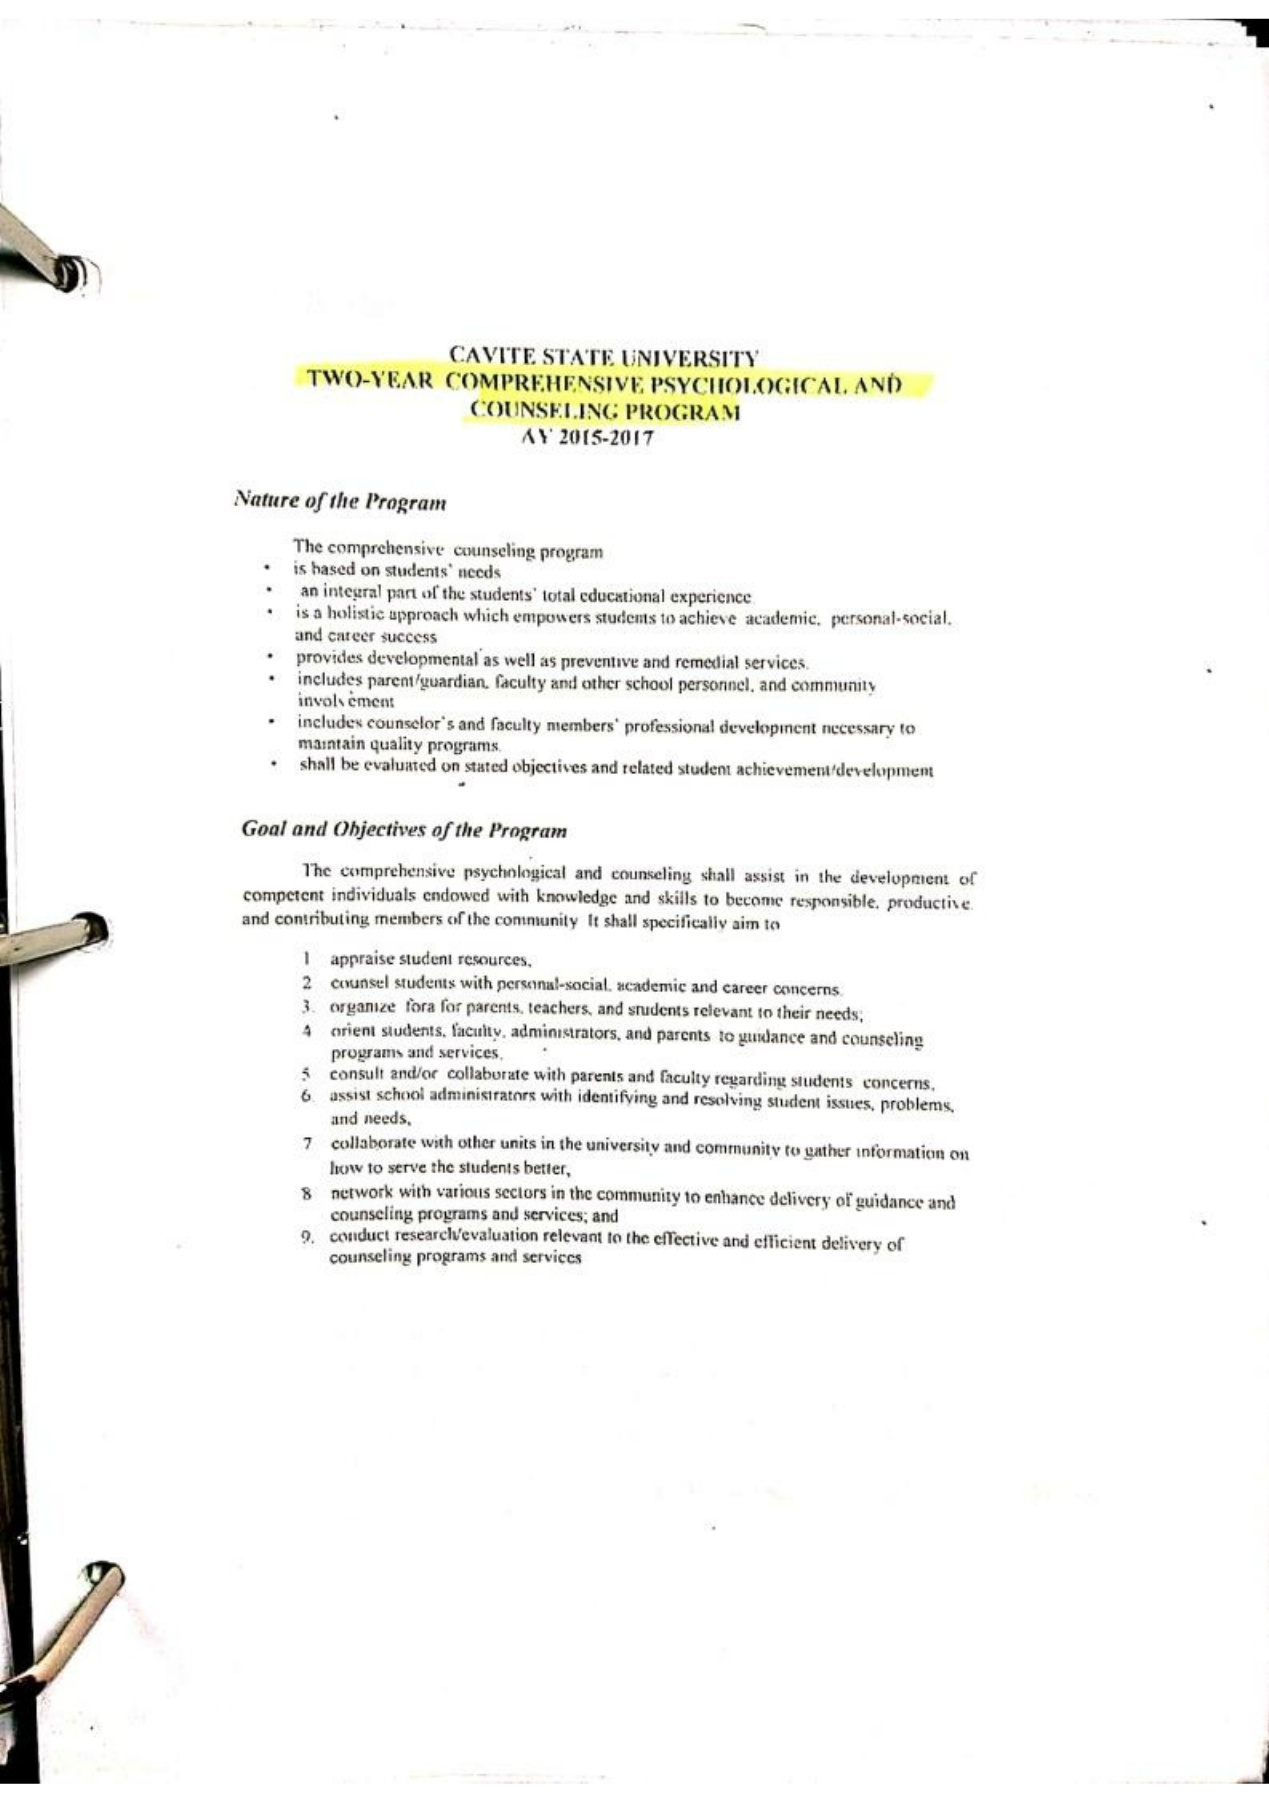 CAVITE STATE UNIVERSITY
TWO-YEAR COMPREHENSIVE PSYCHOLOGICAL AND
COUNSELING PROGRAM
AY 2015-2017
Nature of the Program
The comprehensive counseling program
• is based on students' needs
• an integral part of the students' total educational experience
• is a holistic approach which empowers students to achieve academic, personal-social,
and career success
• provides developmental as well as preventive and remedial services.
• includes parent/guardian, faculty and other school personnel, and community
involvement
• includes counselor's and faculty members' professional development necessary to
maintain quality programs.
• shall be evaluated on stated objectives and related student achievement/development
Goal and Objectives of the Program
The comprehensive psychological and counseling shall assist in the development of
competent individuals endowed with knowledge and skills to become responsible, productive
and contributing members of the community It shall specifically aim to
1 appraise student resources,
2 counsel students with personal-social, academic and career concerns,
3. organize fora for parents, teachers, and students relevant to their needs;
4 orient students, faculty, administrators, and parents to guidance and counseling
programs and services,
5 consult and/or collaborate with parents and faculty regarding students concerns,
6. assist school administrators with identifying and resolving student issues, problems,
and needs,
7 collaborate with other units in the university and community to gather information on
how to serve the students better,
8 network with various sectors in the community to enhance delivery of guidance and
counseling programs and services; and
9. conduct research/evaluation relevant to the effective and efficient delivery of
counseling programs and services